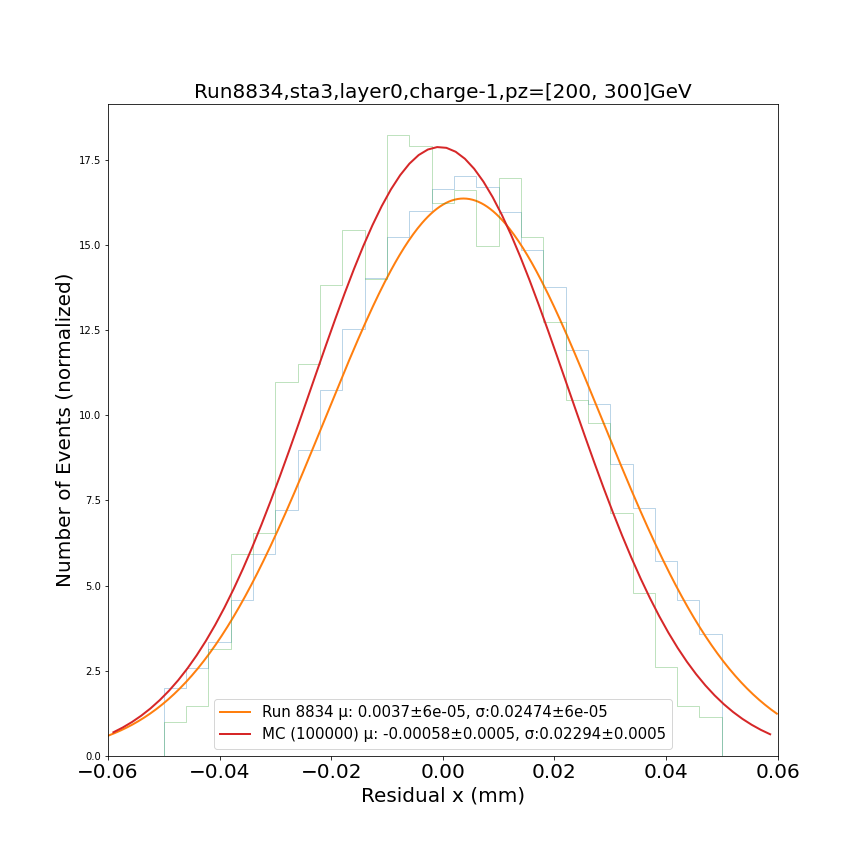 Run8834,sta3,layer0,charge-1,pz=[200, 300]GeV
17.5
15.0
12.5
10.0
7.5
5.0
2.5
0.0
Number of Events (normalized)
Run 8834 μ: 0.0037±6e-05, σ:0.02474±6e-05
MC (100000) μ: -0.00058±0.0005, σ:0.02294±0.0005
−0.06 −0.04 −0.02 0.00 0.02 0.04 0.06
Residual x (mm)